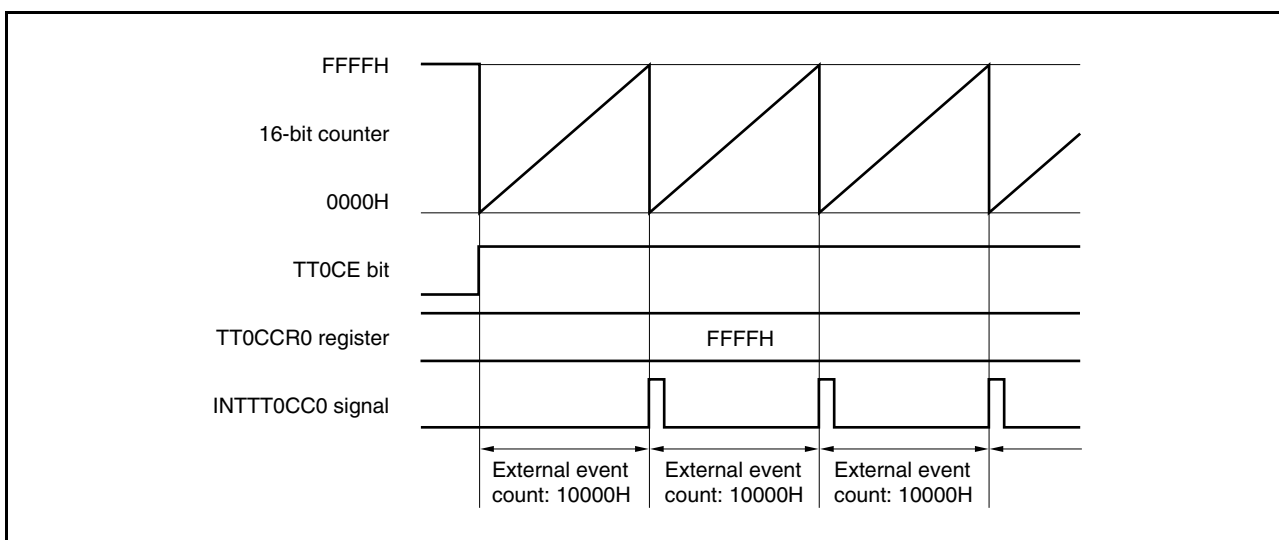 FFFFH
16-bit counter
0000H
TT0CE bit
TT0CCR0 register
FFFFH
INTTT0CC0 signal
External event
count: 10000H
External event
count: 10000H
External event
count: 10000H